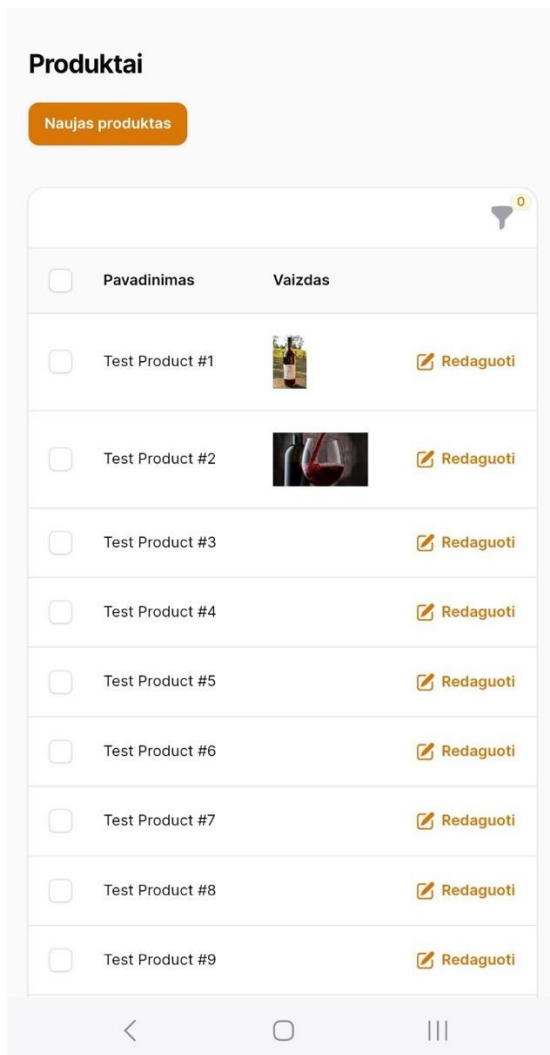 Produktai
Naujas produktas
0
Pavadinimas Vaizdas
Test Product #1 Redaguoti
Test Product #2 Redaguoti
Test Product #3 Redaguoti
Test Product #4 Redaguoti
Test Product #5 Redaguoti
Test Product #6 Redaguoti
Test Product #7 Redaguoti
Test Product #8 Redaguoti
Test Product #9 Redaguoti